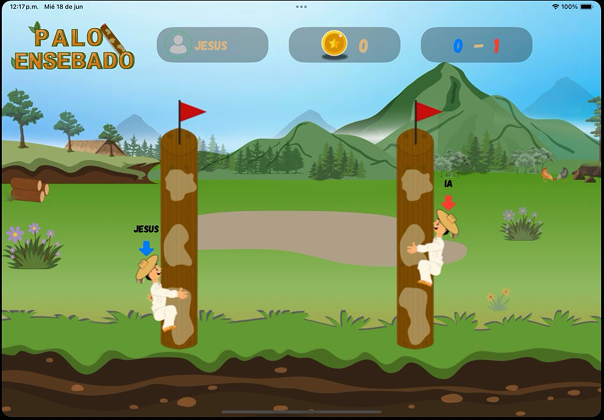 12:17 p.m. Mié 18 de jun
100%
PALO
ENSEBADO
JESUS
0
0 - 1
IA
JESUS